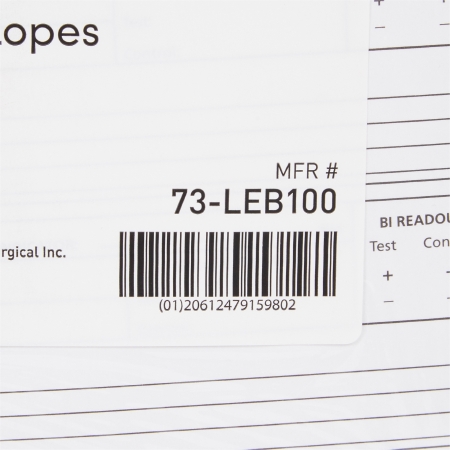 lopes
MFR #
73-LEB100
rgical Inc.
(01)20612479159802
+
−
BI READOU
Test Con
+
−